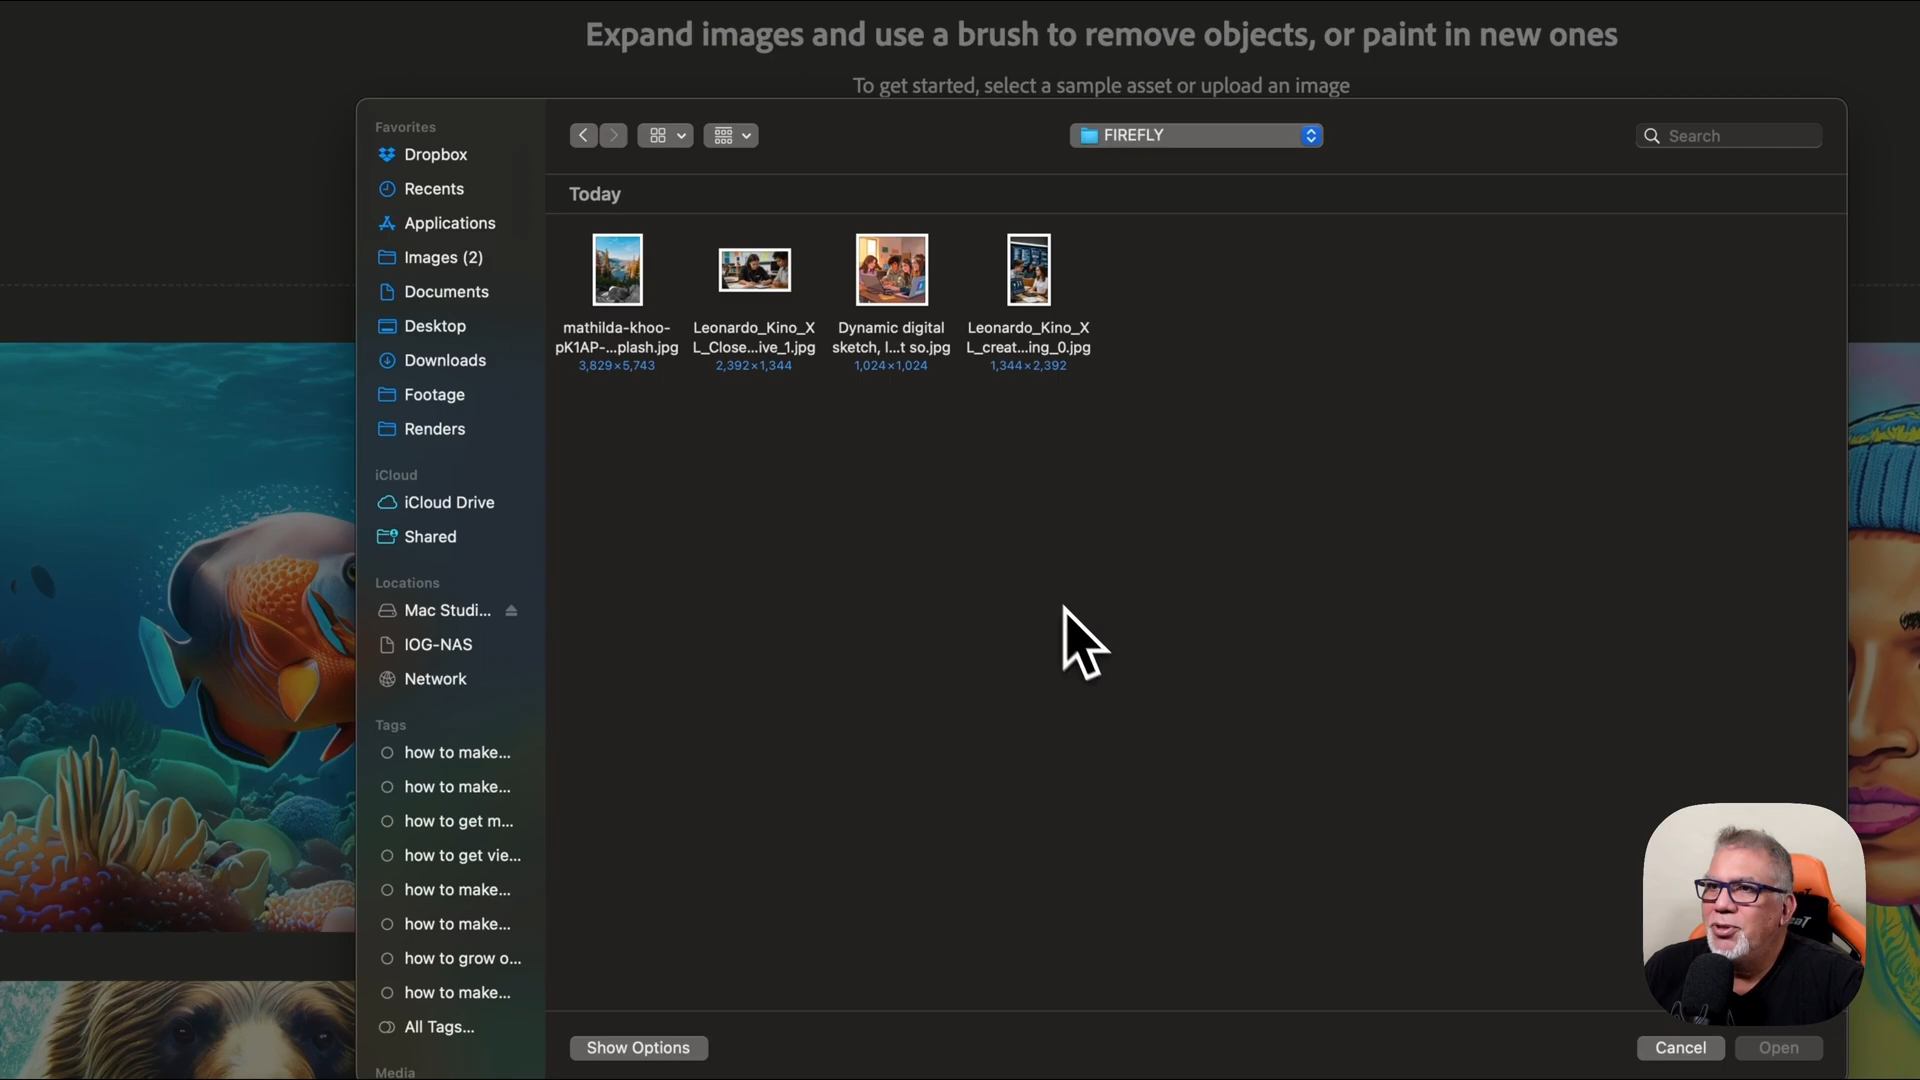 Expand images and use a brush to remove objects, or paint in new ones
To get started, select a sample asset or upload an image
Favorites
Dropbox
Recents
Applications
Images (2)
Documents
Desktop
Downloads
Footage
Renders
iCloud
iCloud Drive
Shared
Locations
Mac Studi...
IOG-NAS
Network
Tags
how to make...
how to make...
how to get m...
how to get vie...
how to make...
how to make...
how to grow o...
how to make...
All Tags...
Media
FIREFLY
Search
Today
mathilda-khoo-
pK1AP-...plash.jpg
3,829×5,743
Leonardo_Kino_X
L_Close...ive_1.jpg
2,392×1,344
Dynamic digital
sketch, l...t so.jpg
1,024×1,024
Leonardo_Kino_X
L_creat...ing_0.jpg
1,344×2,392
Show Options
Cancel
Open